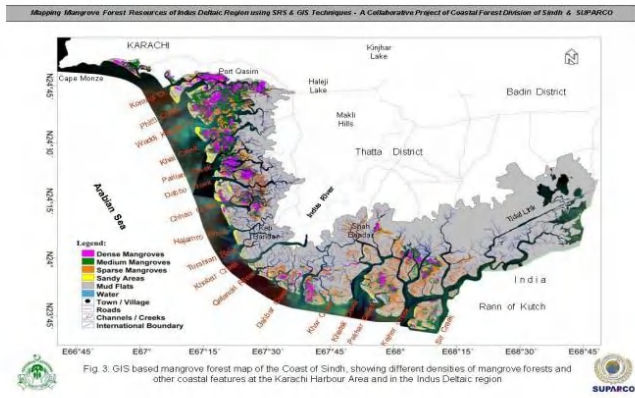 Mapping Mangrove Forest Resources of Indus Deltaic Region using SRS & GIS Techniques - A Collaborative Project of Coastal Forest Division of Sindh & SUPARCO
KARACHI
Kinjhar
Lake
Cape Monze
Port Qasim
Haleji
Lake
Badin District
Makli
Hills
Thatta District
N24°45'
N24°30'
N24°15'
N24°
N23°45'
Arabian Sea
Indus River
Keti
Bandar
Shah
Bandar
Tidal Link
India
Rann of Kutch
Sir Creek
Legend:
Dense Mangroves
Medium Mangroves
Sparse Mangroves
Sandy Areas
Mud Flats
Water
Town / Village
Roads
Channels / Creeks
International Boundary
E66°45' E67° E67°15' E67°30' E67°45' E68° E68°15' E68°30' E68°45'
Fig. 3: GIS based mangrove forest map of the Coast of Sindh, showing different densities of mangrove forests and
other coastal features at the Karachi Harbour Area and in the Indus Deltaic region
SUPARCO